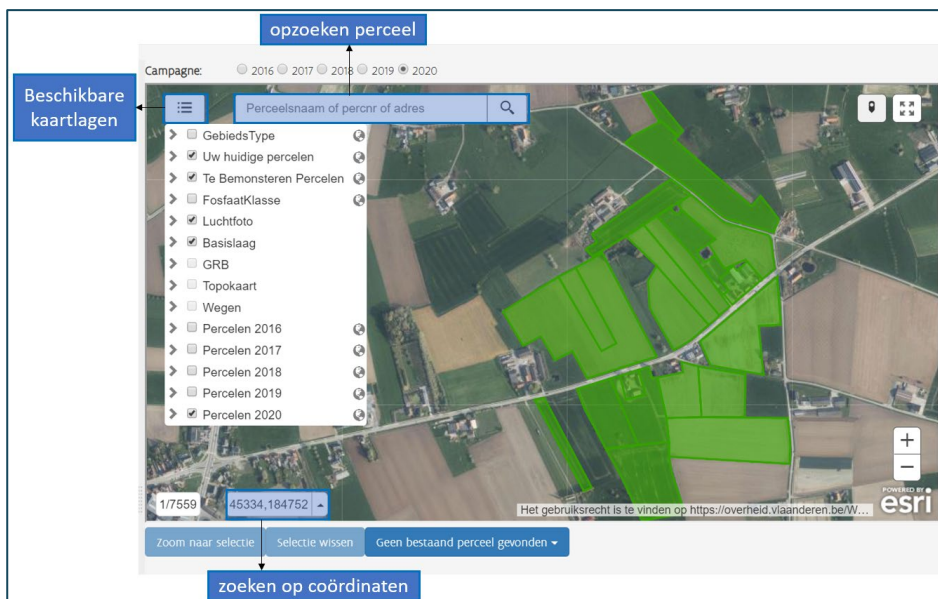 opzoeken perceel
Campagne: 2016 2017 2018 2019 2020
Beschikbare
kaartlagen
Perceelsnaam of percnr of adres
GebiedsType
Uw huidige percelen
Te Bemonsteren Percelen
FosfaatKlasse
Luchtfoto
Basislaag
GRB
Topokaart
Wegen
Percelen 2016
Percelen 2017
Percelen 2018
Percelen 2019
Percelen 2020
+
−
1/7559
45334,184752
Het gebruiksrecht is te vinden op https://overheid.vlaanderen.be/W...
POWERED BY
esri
Zoom naar selectie
Selectie wissen
Geen bestaand perceel gevonden
zoeken op coördinaten